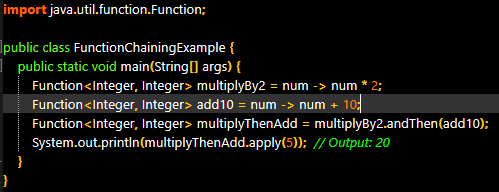 import java.util.function.Function;
public class FunctionChainingExample {
public static void main(String[] args) {
Function<Integer, Integer> multiplyBy2 = num -> num * 2;
Function<Integer, Integer> add10 = num -> num + 10;
Function<Integer, Integer> multiplyThenAdd = multiplyBy2.andThen(add10);
System.out.println(multiplyThenAdd.apply(5)); // Output: 20
}
}